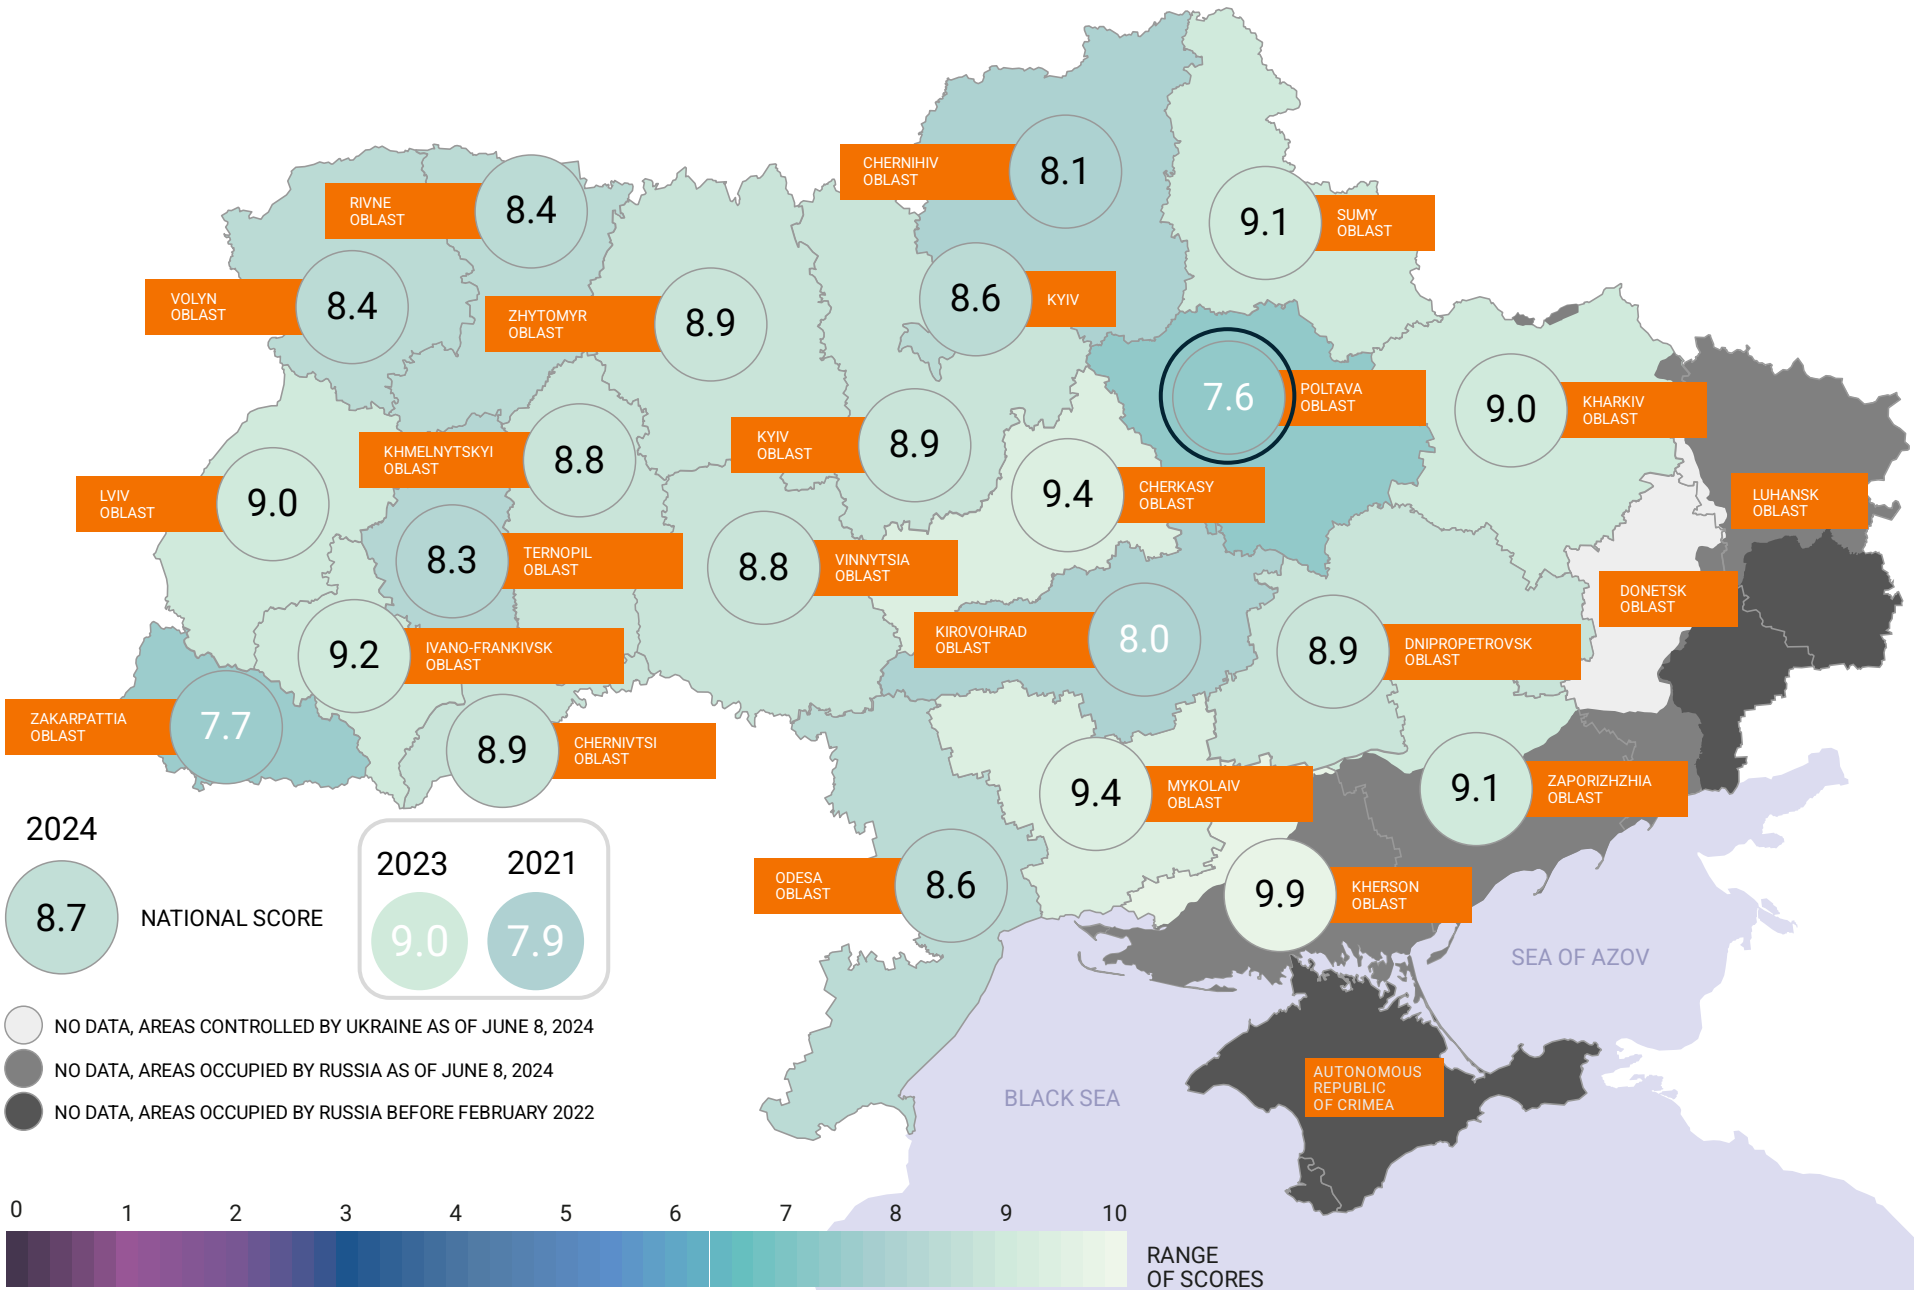 CHERNIHIV
OBLAST
8.1
RIVNE
OBLAST
8.4
SUMY
OBLAST
9.1
VOLYN
OBLAST
8.4
ZHYTOMYR
OBLAST
8.9
8.6
KYIV
7.6
POLTAVA
OBLAST
9.0
KHARKIV
OBLAST
KHMELNYTSKYI
OBLAST
8.8
KYIV
OBLAST
8.9
9.4
CHERKASY
OBLAST
LVIV
OBLAST
9.0
LUHANSK
OBLAST
8.3
TERNOPIL
OBLAST
8.8
VINNYTSIA
OBLAST
DONETSK
OBLAST
9.2
IVANO-FRANKIVSK
OBLAST
KIROVOHRAD
OBLAST
8.0
8.9
DNIPROPETROVSK
OBLAST
ZAKARPATTIA
OBLAST
7.7
8.9
CHERNIVTSI
OBLAST
9.4
MYKOLAIV
OBLAST
9.1
ZAPORIZHZHIA
OBLAST
ODESA
OBLAST
8.6
9.9
KHERSON
OBLAST
SEA OF AZOV
BLACK SEA
AUTONOMOUS
REPUBLIC
OF CRIMEA
2024
8.7
NATIONAL SCORE
2023
2021
9.0
7.9
NO DATA, AREAS CONTROLLED BY UKRAINE AS OF JUNE 8, 2024
NO DATA, AREAS OCCUPIED BY RUSSIA AS OF JUNE 8, 2024
NO DATA, AREAS OCCUPIED BY RUSSIA BEFORE FEBRUARY 2022
0 1 2 3 4 5 6 7 8 9 10
RANGE
OF SCORES